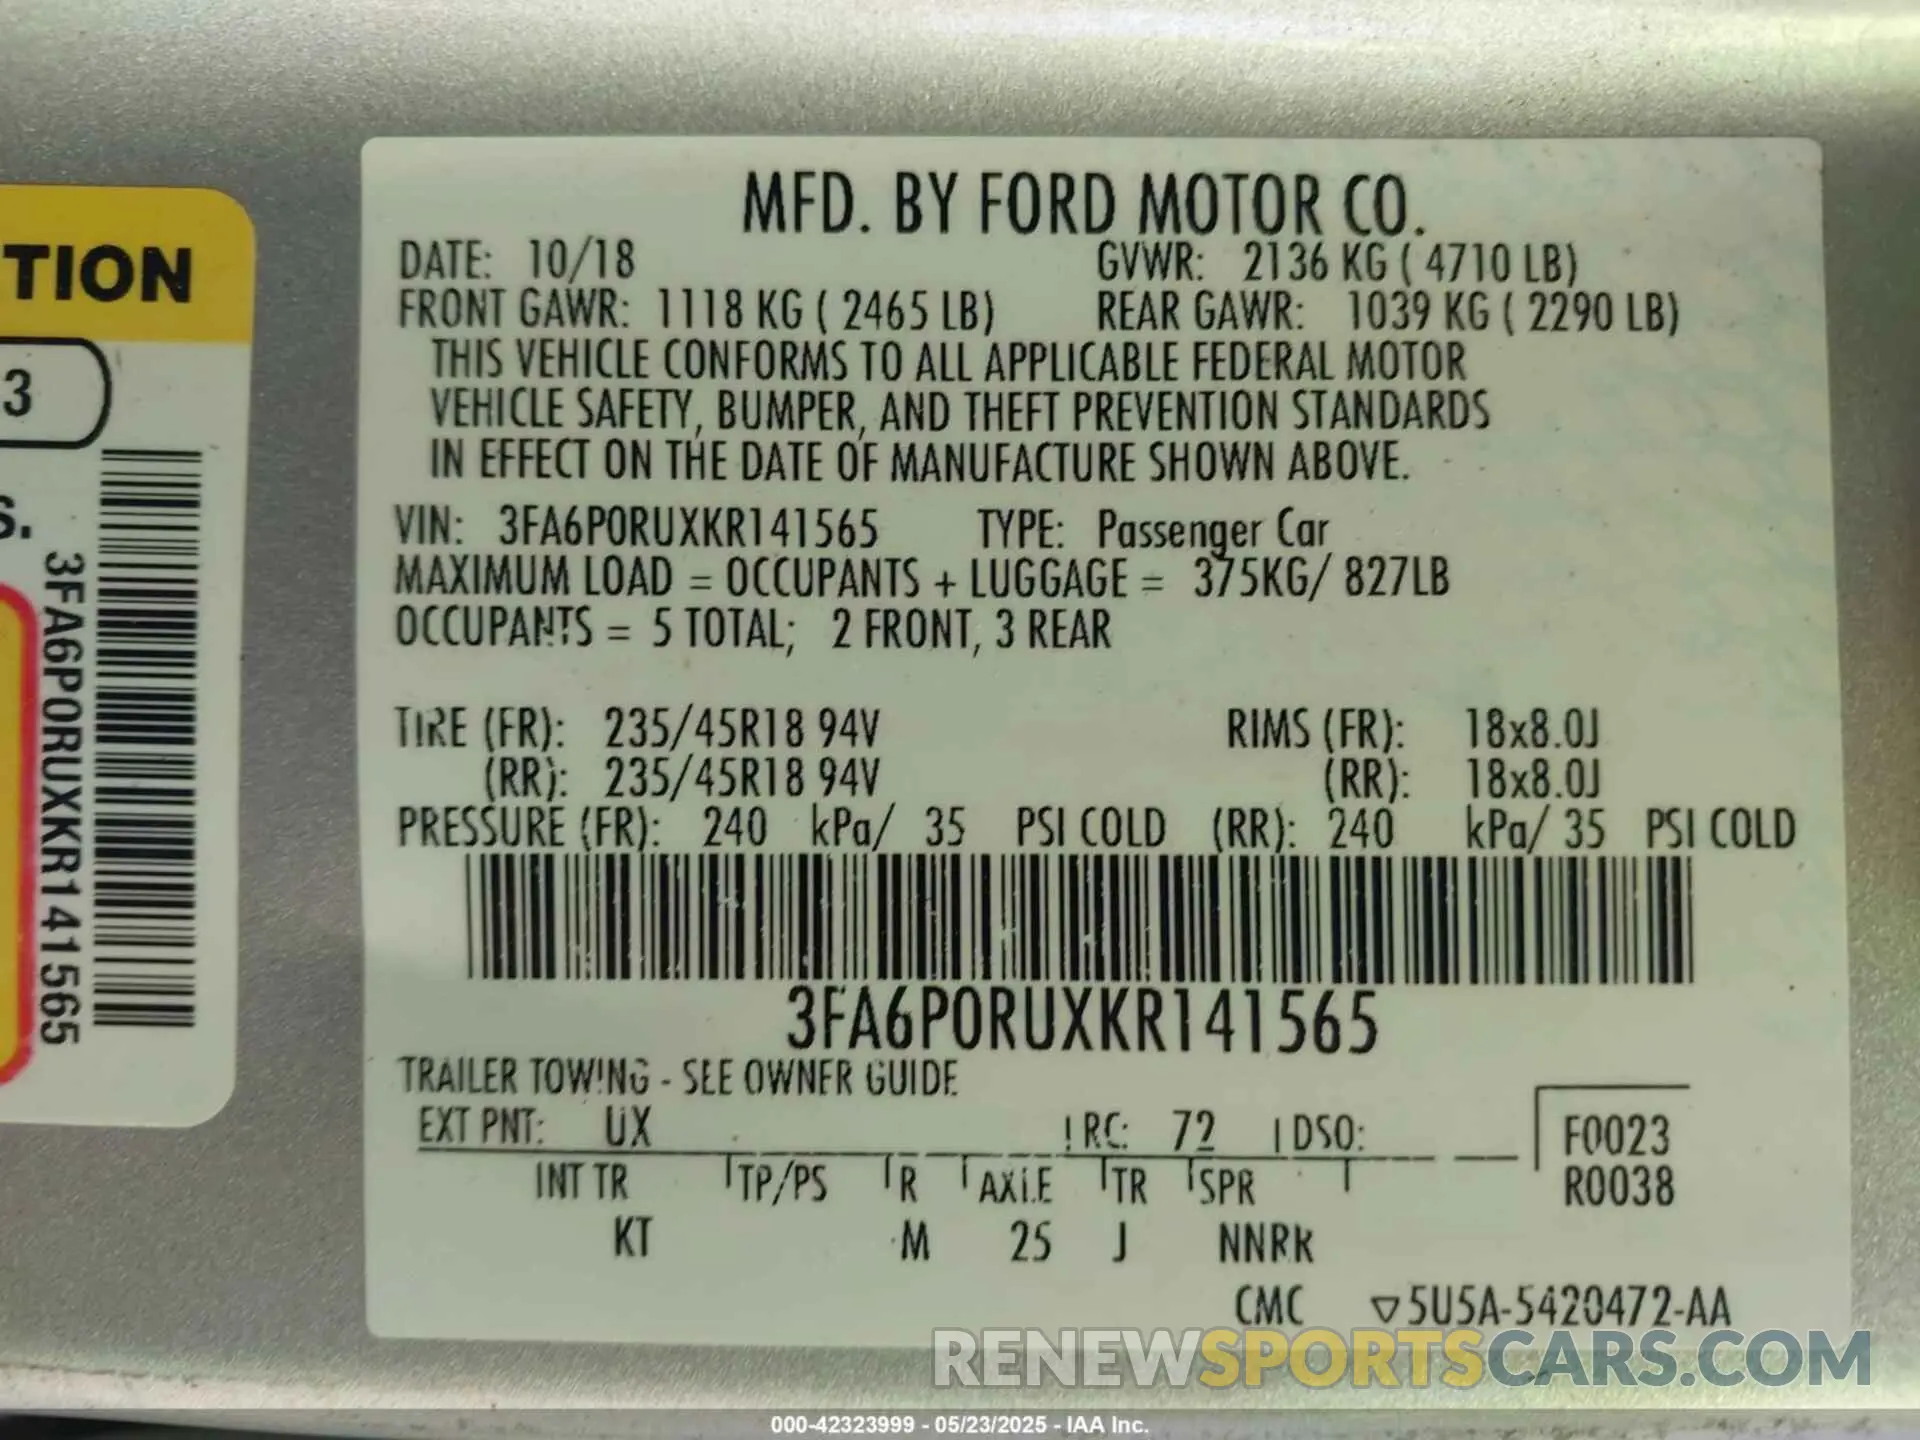 TION
3
S.
3FA6P0RUXKR141565
MFD. BY FORD MOTOR CO.
DATE: 10/18 GVWR: 2136 KG ( 4710 LB)
FRONT GAWR: 1118 KG ( 2465 LB) REAR GAWR: 1039 KG ( 2290 LB)
THIS VEHICLE CONFORMS TO ALL APPLICABLE FEDERAL MOTOR
VEHICLE SAFETY, BUMPER, AND THEFT PREVENTION STANDARDS
IN EFFECT ON THE DATE OF MANUFACTURE SHOWN ABOVE.
VIN: 3FA6P0RUXKR141565 TYPE: Passenger Car
MAXIMUM LOAD = OCCUPANTS + LUGGAGE = 375KG/ 827LB
OCCUPANTS = 5 TOTAL; 2 FRONT, 3 REAR
TIRE (FR): 235/45R18 94V RIMS (FR): 18x8.0J
(RR): 235/45R18 94V (RR): 18x8.0J
PRESSURE (FR): 240 kPa/ 35 PSI COLD (RR): 240 kPa/ 35 PSI COLD
3FA6P0RUXKR141565
TRAILER TOWING - SEE OWNER GUIDE
EXT PNT: UX RC: 72 DSO: F0023
INT TR TP/PS R AXLE TR SPR R0038
KT M 25 J NNRK
CMC ▽5U5A-5420472-AA
RENEWSPORTSCARS.COM
000-42323999 - 05/23/2025 - IAA Inc.